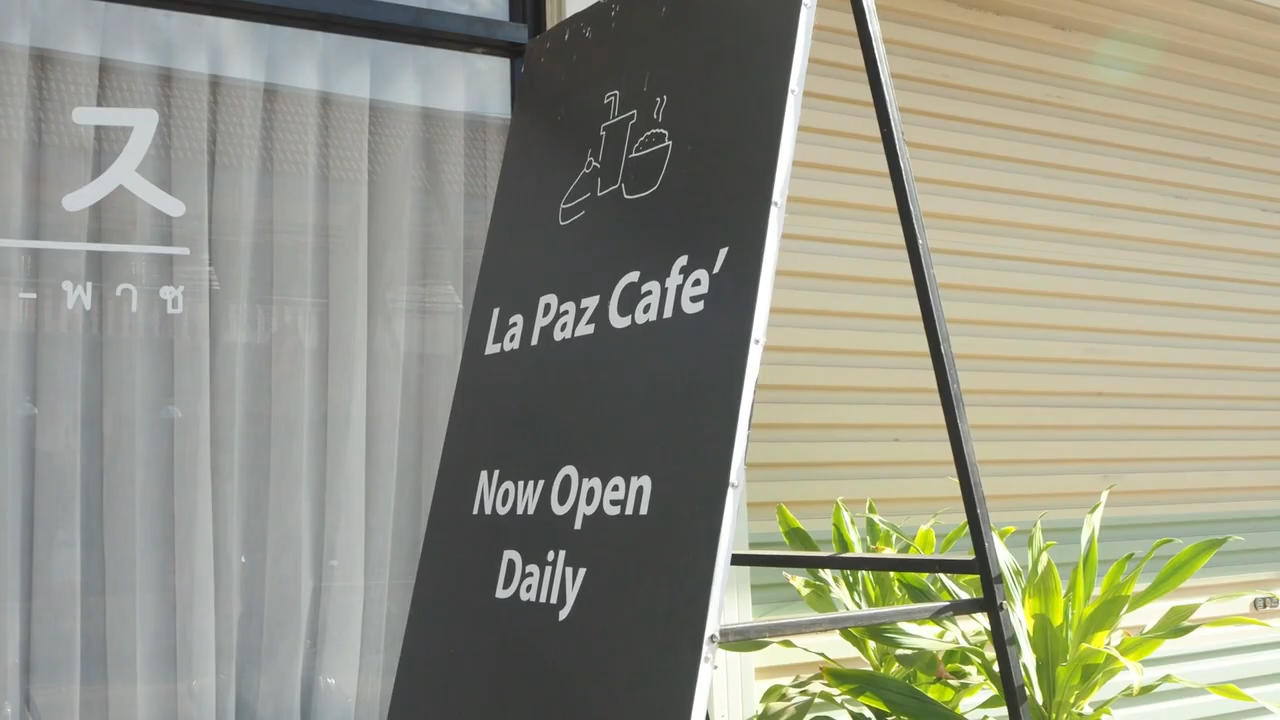 ス
-พาซ
La Paz Cafe'
Now Open
Daily